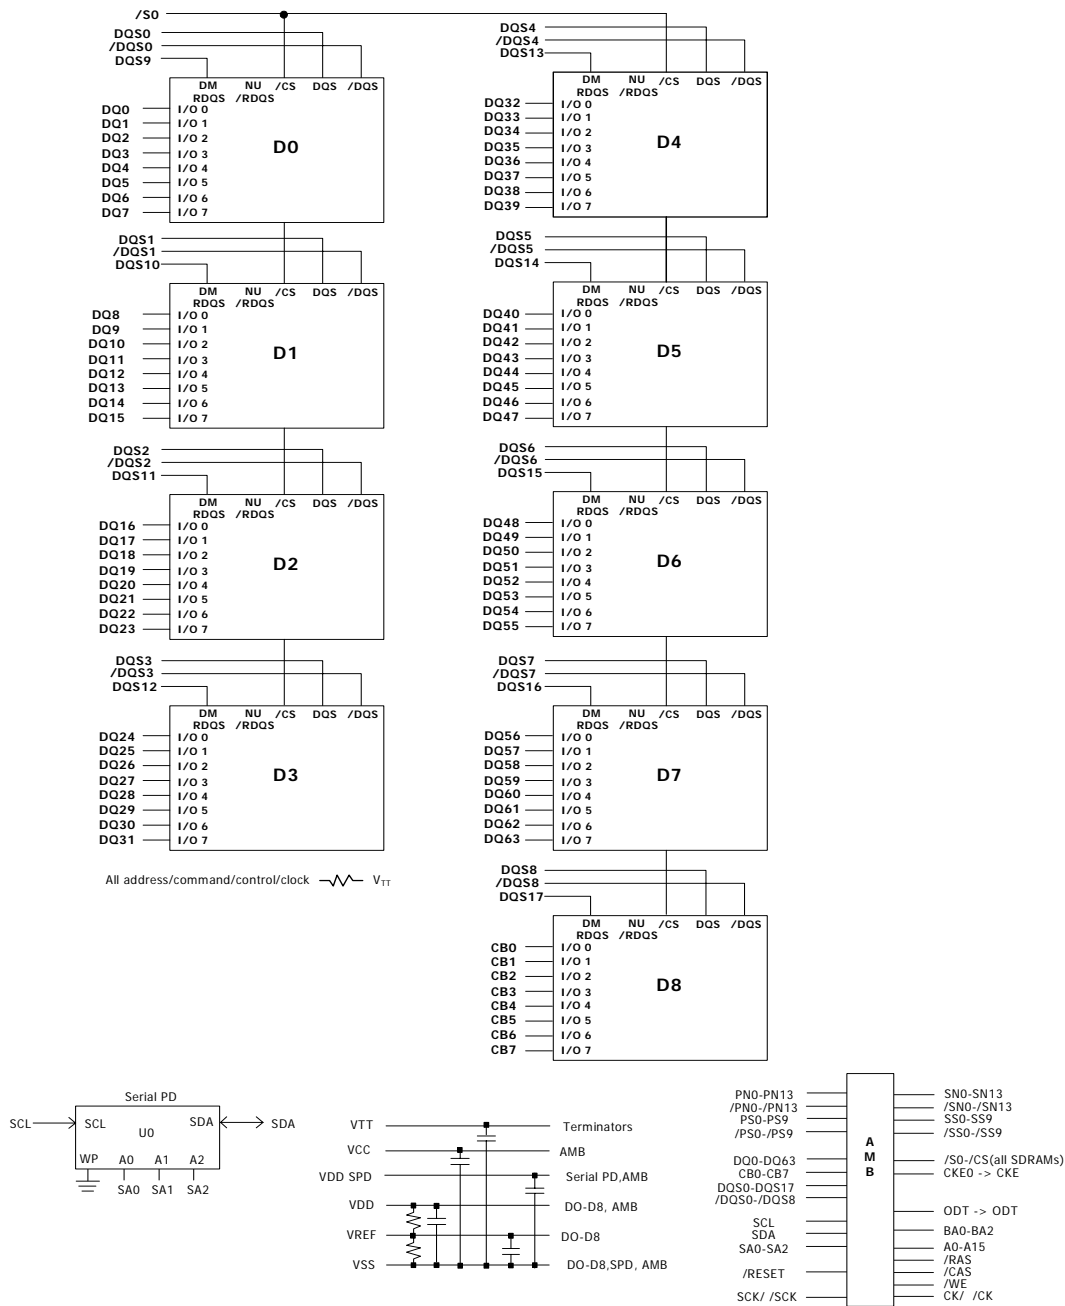 /S0
DQS0
/DQS0
DQS9
DM NU /CS DQS /DQS
RDQS /RDQS
DQ0 I/O 0
DQ1 I/O 1
DQ2 I/O 2
DQ3 I/O 3
DQ4 I/O 4
DQ5 I/O 5
DQ6 I/O 6
DQ7 I/O 7
D0
DQS1
/DQS1
DQS10
DM NU /CS DQS /DQS
RDQS /RDQS
DQ8 I/O 0
DQ9 I/O 1
DQ10 I/O 2
DQ11 I/O 3
DQ12 I/O 4
DQ13 I/O 5
DQ14 I/O 6
DQ15 I/O 7
D1
DQS2
/DQS2
DQS11
DM NU /CS DQS /DQS
RDQS /RDQS
DQ16 I/O 0
DQ17 I/O 1
DQ18 I/O 2
DQ19 I/O 3
DQ20 I/O 4
DQ21 I/O 5
DQ22 I/O 6
DQ23 I/O 7
D2
DQS3
/DQS3
DQS12
DM NU /CS DQS /DQS
RDQS /RDQS
DQ24 I/O 0
DQ25 I/O 1
DQ26 I/O 2
DQ27 I/O 3
DQ28 I/O 4
DQ29 I/O 5
DQ30 I/O 6
DQ31 I/O 7
D3
All address/command/control/clock VTT
DQS4
/DQS4
DQS13
DM NU /CS DQS /DQS
RDQS /RDQS
DQ32 I/O 0
DQ33 I/O 1
DQ34 I/O 2
DQ35 I/O 3
DQ36 I/O 4
DQ37 I/O 5
DQ38 I/O 6
DQ39 I/O 7
D4
DQS5
/DQS5
DQS14
DM NU /CS DQS /DQS
RDQS /RDQS
DQ40 I/O 0
DQ41 I/O 1
DQ42 I/O 2
DQ43 I/O 3
DQ44 I/O 4
DQ45 I/O 5
DQ46 I/O 6
DQ47 I/O 7
D5
DQS6
/DQS6
DQS15
DM NU /CS DQS /DQS
RDQS /RDQS
DQ48 I/O 0
DQ49 I/O 1
DQ50 I/O 2
DQ51 I/O 3
DQ52 I/O 4
DQ53 I/O 5
DQ54 I/O 6
DQ55 I/O 7
D6
DQS7
/DQS7
DQS16
DM NU /CS DQS /DQS
RDQS /RDQS
DQ56 I/O 0
DQ57 I/O 1
DQ58 I/O 2
DQ59 I/O 3
DQ60 I/O 4
DQ61 I/O 5
DQ62 I/O 6
DQ63 I/O 7
D7
DQS8
/DQS8
DQS17
DM NU /CS DQS /DQS
RDQS /RDQS
CB0 I/O 0
CB1 I/O 1
CB2 I/O 2
CB3 I/O 3
CB4 I/O 4
CB5 I/O 5
CB6 I/O 6
CB7 I/O 7
D8
Serial PD
SCL SCL SDA SDA
U0
WP A0 A1 A2
SA0 SA1 SA2
VTT Terminators
VCC AMB
VDD SPD Serial PD,AMB
VDD DO-D8, AMB
VREF DO-D8
VSS DO-D8,SPD, AMB
PN0-PN13
/PN0-/PN13
PS0-PS9
/PS0-/PS9
DQ0-DQ63
CB0-CB7
DQS0-DQS17
/DQS0-/DQS8
SCL
SDA
SA0-SA2
/RESET
SCK/ /SCK
A
M
B
SN0-SN13
/SN0-/SN13
SS0-SS9
/SS0-/SS9
/S0-/CS(all SDRAMs)
CKE0 -> CKE
ODT -> ODT
BA0-BA2
A0-A15
/RAS
/CAS
/WE
CK/ /CK